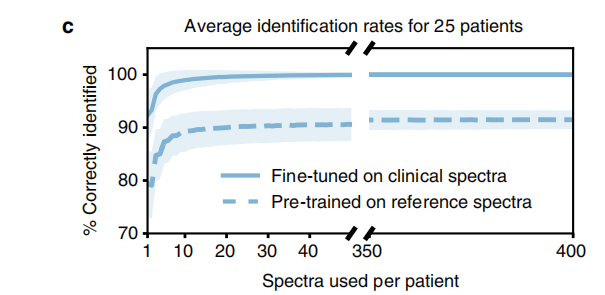 c
Average identification rates for 25 patients
% Correctly identified
100
90
80
70
Fine-tuned on clinical spectra
Pre-trained on reference spectra
1 10 20 30 40 350 400
Spectra used per patient